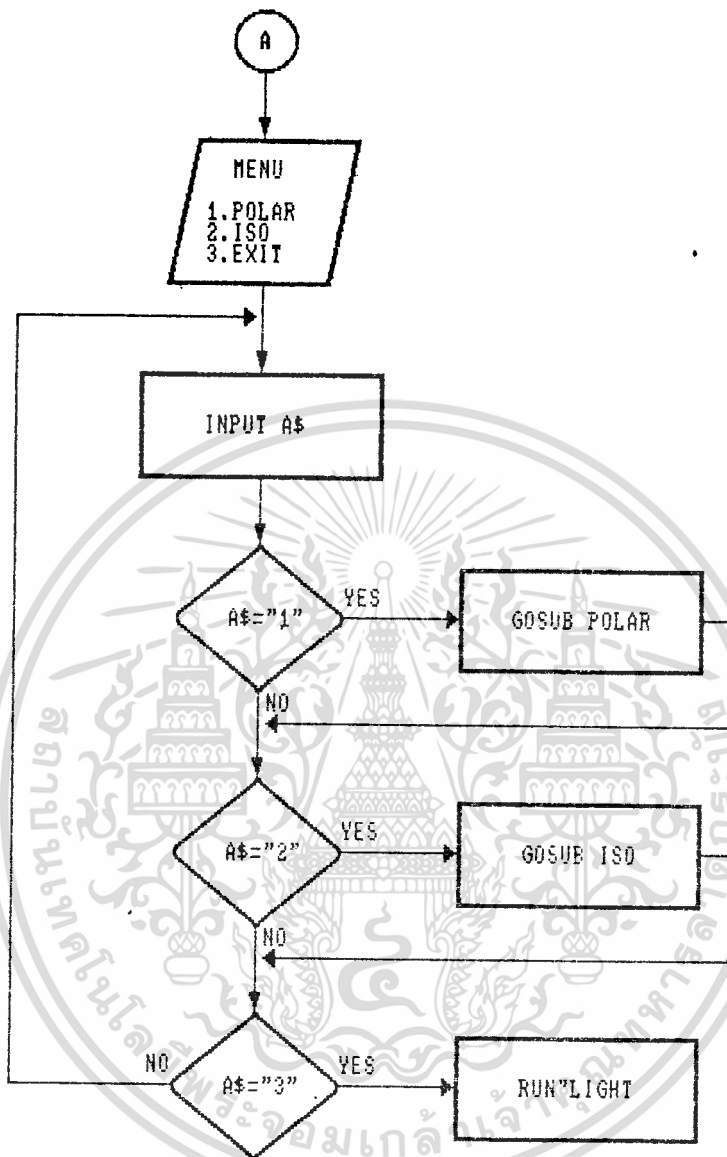 A
MENU
1.POLAR
2.ISO
3.EXIT
INPUT A$
A$="1"
YES
GOSUB POLAR
NO
A$="2"
YES
GOSUB ISO
NO
A$="3"
NO
YES
RUN"LIGHT